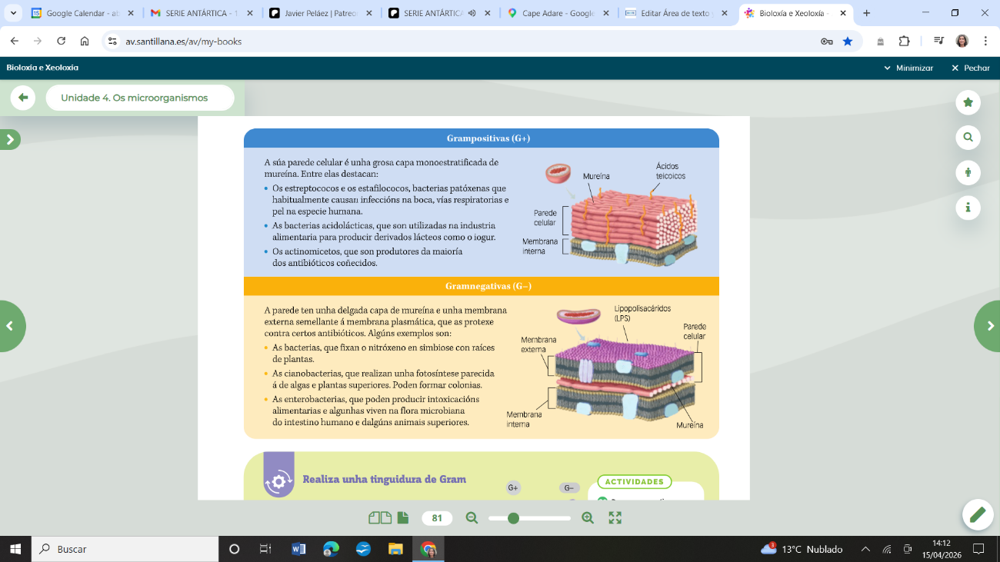 Google Calendar - ab
SERIE ANTÁRTICA - 1
Javier Peláez | Patreo
SERIE ANTÁRTICA
Cape Adare - Google
Editar Área de texto y
Bioloxía e Xeoloxía -
av.santillana.es/av/my-books
Bioloxía e Xeoloxía
Minimizar
Pechar
Unidade 4. Os microorganismos
Grampositivas (G+)
A súa parede celular é unha grosa capa monoestratificada de
mureína. Entre elas destacan:
• Os estreptococos e os estafilococos, bacterias patóxenas que
habitualmente causan infeccións na boca, vías respiratorias e
pel na especie humana.
• As bacterias acidolácticas, que son utilizadas na industria
alimentaria para producir derivados lácteos como o iogur.
• Os actinomicetos, que son produtores da maioría
dos antibióticos coñecidos.
Mureína
Ácidos
teicoicos
Parede
celular
Membrana
interna
Gramnegativas (G−)
A parede ten unha delgada capa de mureína e unha membrana
externa semellante á membrana plasmática, que as protexe
contra certos antibióticos. Algúns exemplos son:
• As bacterias, que fixan o nitróxeno en simbiose con raíces
de plantas.
• As cianobacterias, que realizan unha fotosíntese parecida
á de algas e plantas superiores. Poden formar colonias.
• As enterobacterias, que poden producir intoxicacións
alimentarias e algunhas viven na flora microbiana
do intestino humano e dalgúns animais superiores.
Lipopolisacáridos
(LPS)
Parede
celular
Membrana
externa
Membrana
interna
Mureína
Realiza unha tinguidura de Gram
G+
G−
ACTIVIDADES
81
Buscar
3
13°C Nublado
14:12
15/04/2026